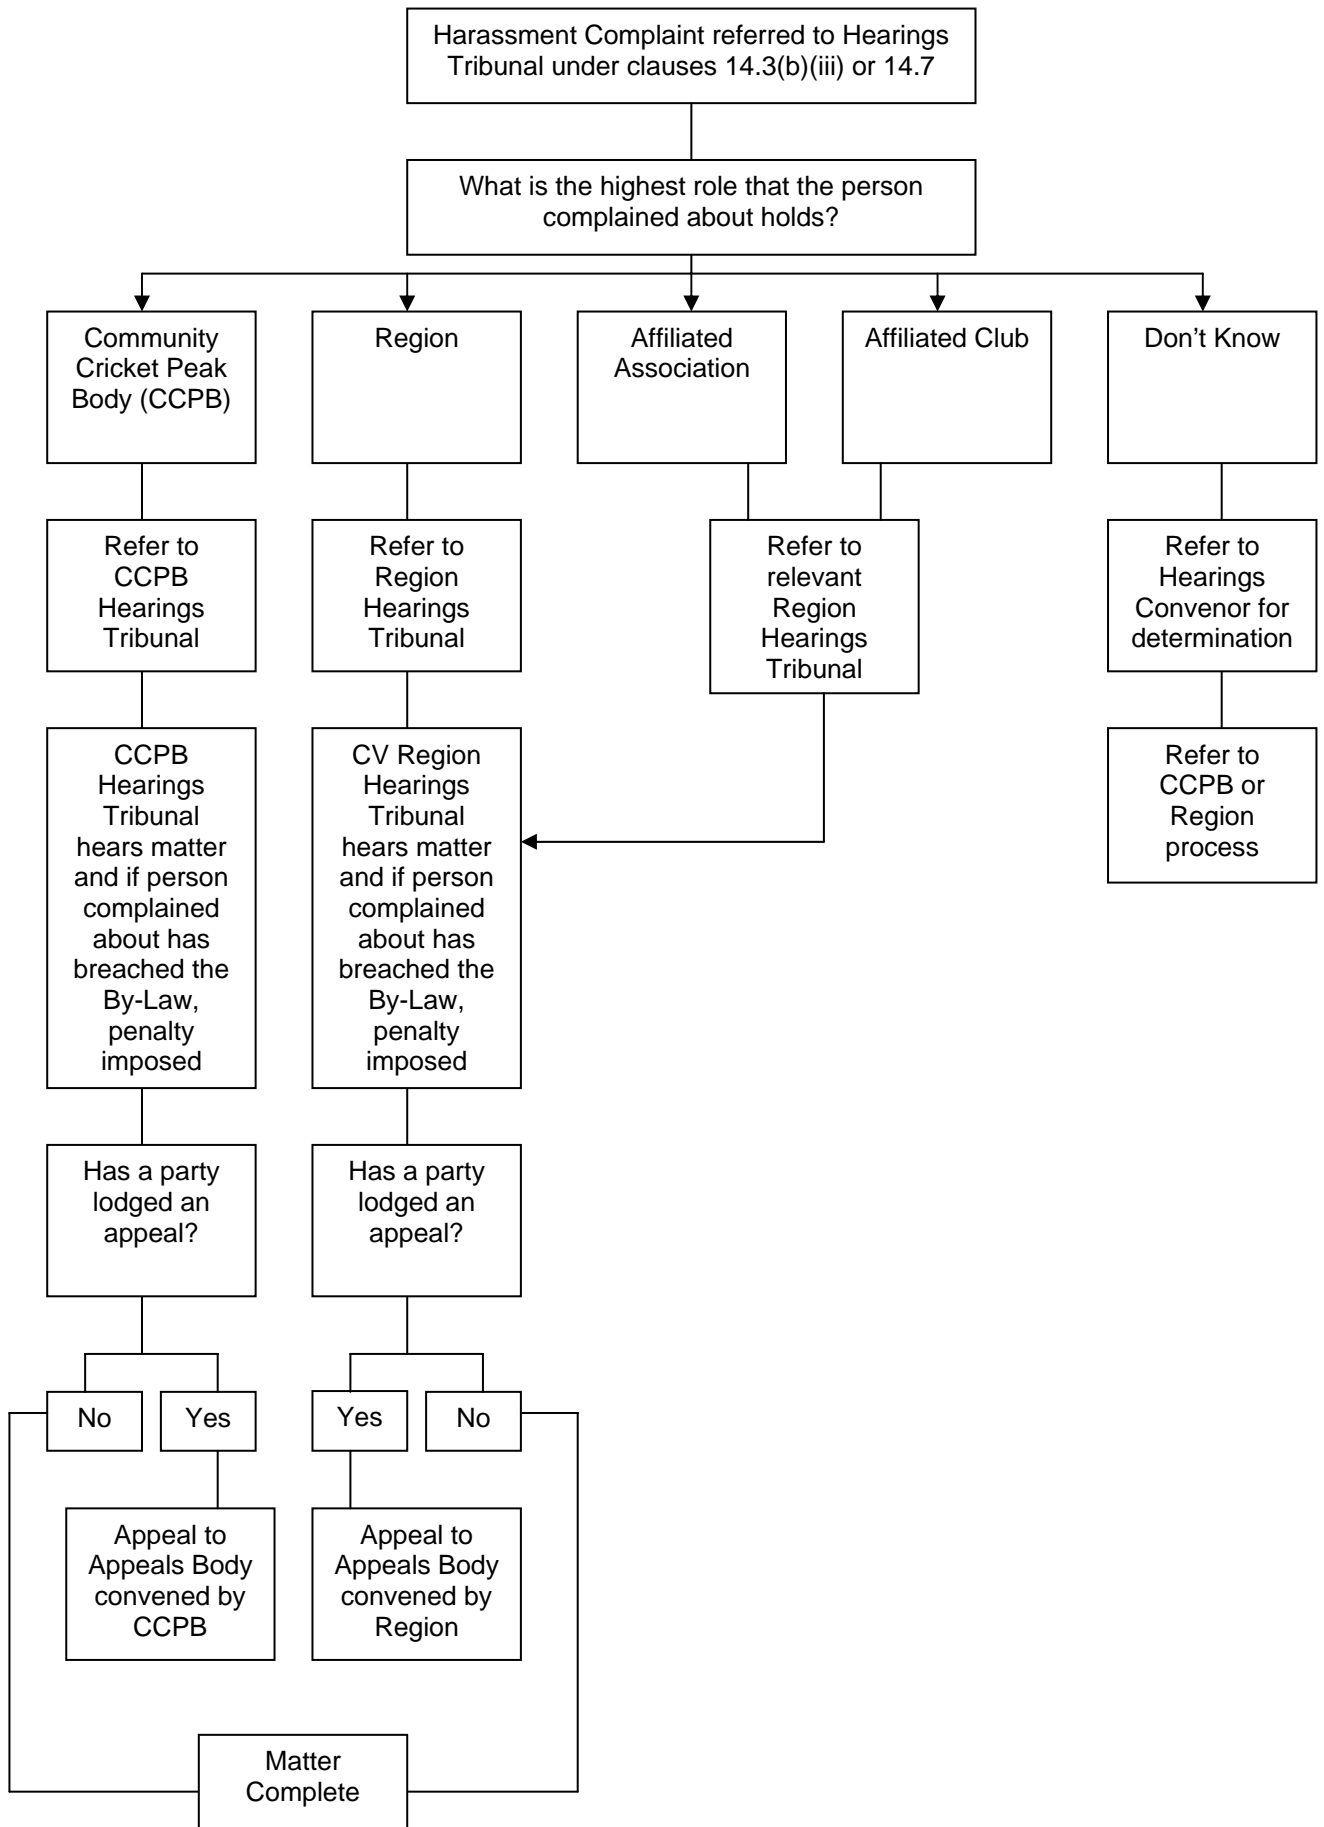 Harassment Complaint referred to Hearings
Tribunal under clauses 14.3(b)(iii) or 14.7
What is the highest role that the person
complained about holds?
Community
Cricket Peak
Body (CCPB)
Region
Affiliated
Association
Affiliated Club
Don't Know
Refer to
CCPB
Hearings
Tribunal
Refer to
Region
Hearings
Tribunal
Refer to
relevant
Region
Hearings
Tribunal
Refer to
Hearings
Convenor for
determination
CCPB
Hearings
Tribunal
hears matter
and if person
complained
about has
breached the
By-Law,
penalty
imposed
CV Region
Hearings
Tribunal
hears matter
and if person
complained
about has
breached the
By-Law,
penalty
imposed
Refer to
CCPB or
Region
process
Has a party
lodged an
appeal?
Has a party
lodged an
appeal?
No
Yes
Yes
No
Appeal to
Appeals Body
convened by
CCPB
Appeal to
Appeals Body
convened by
Region
Matter
Complete